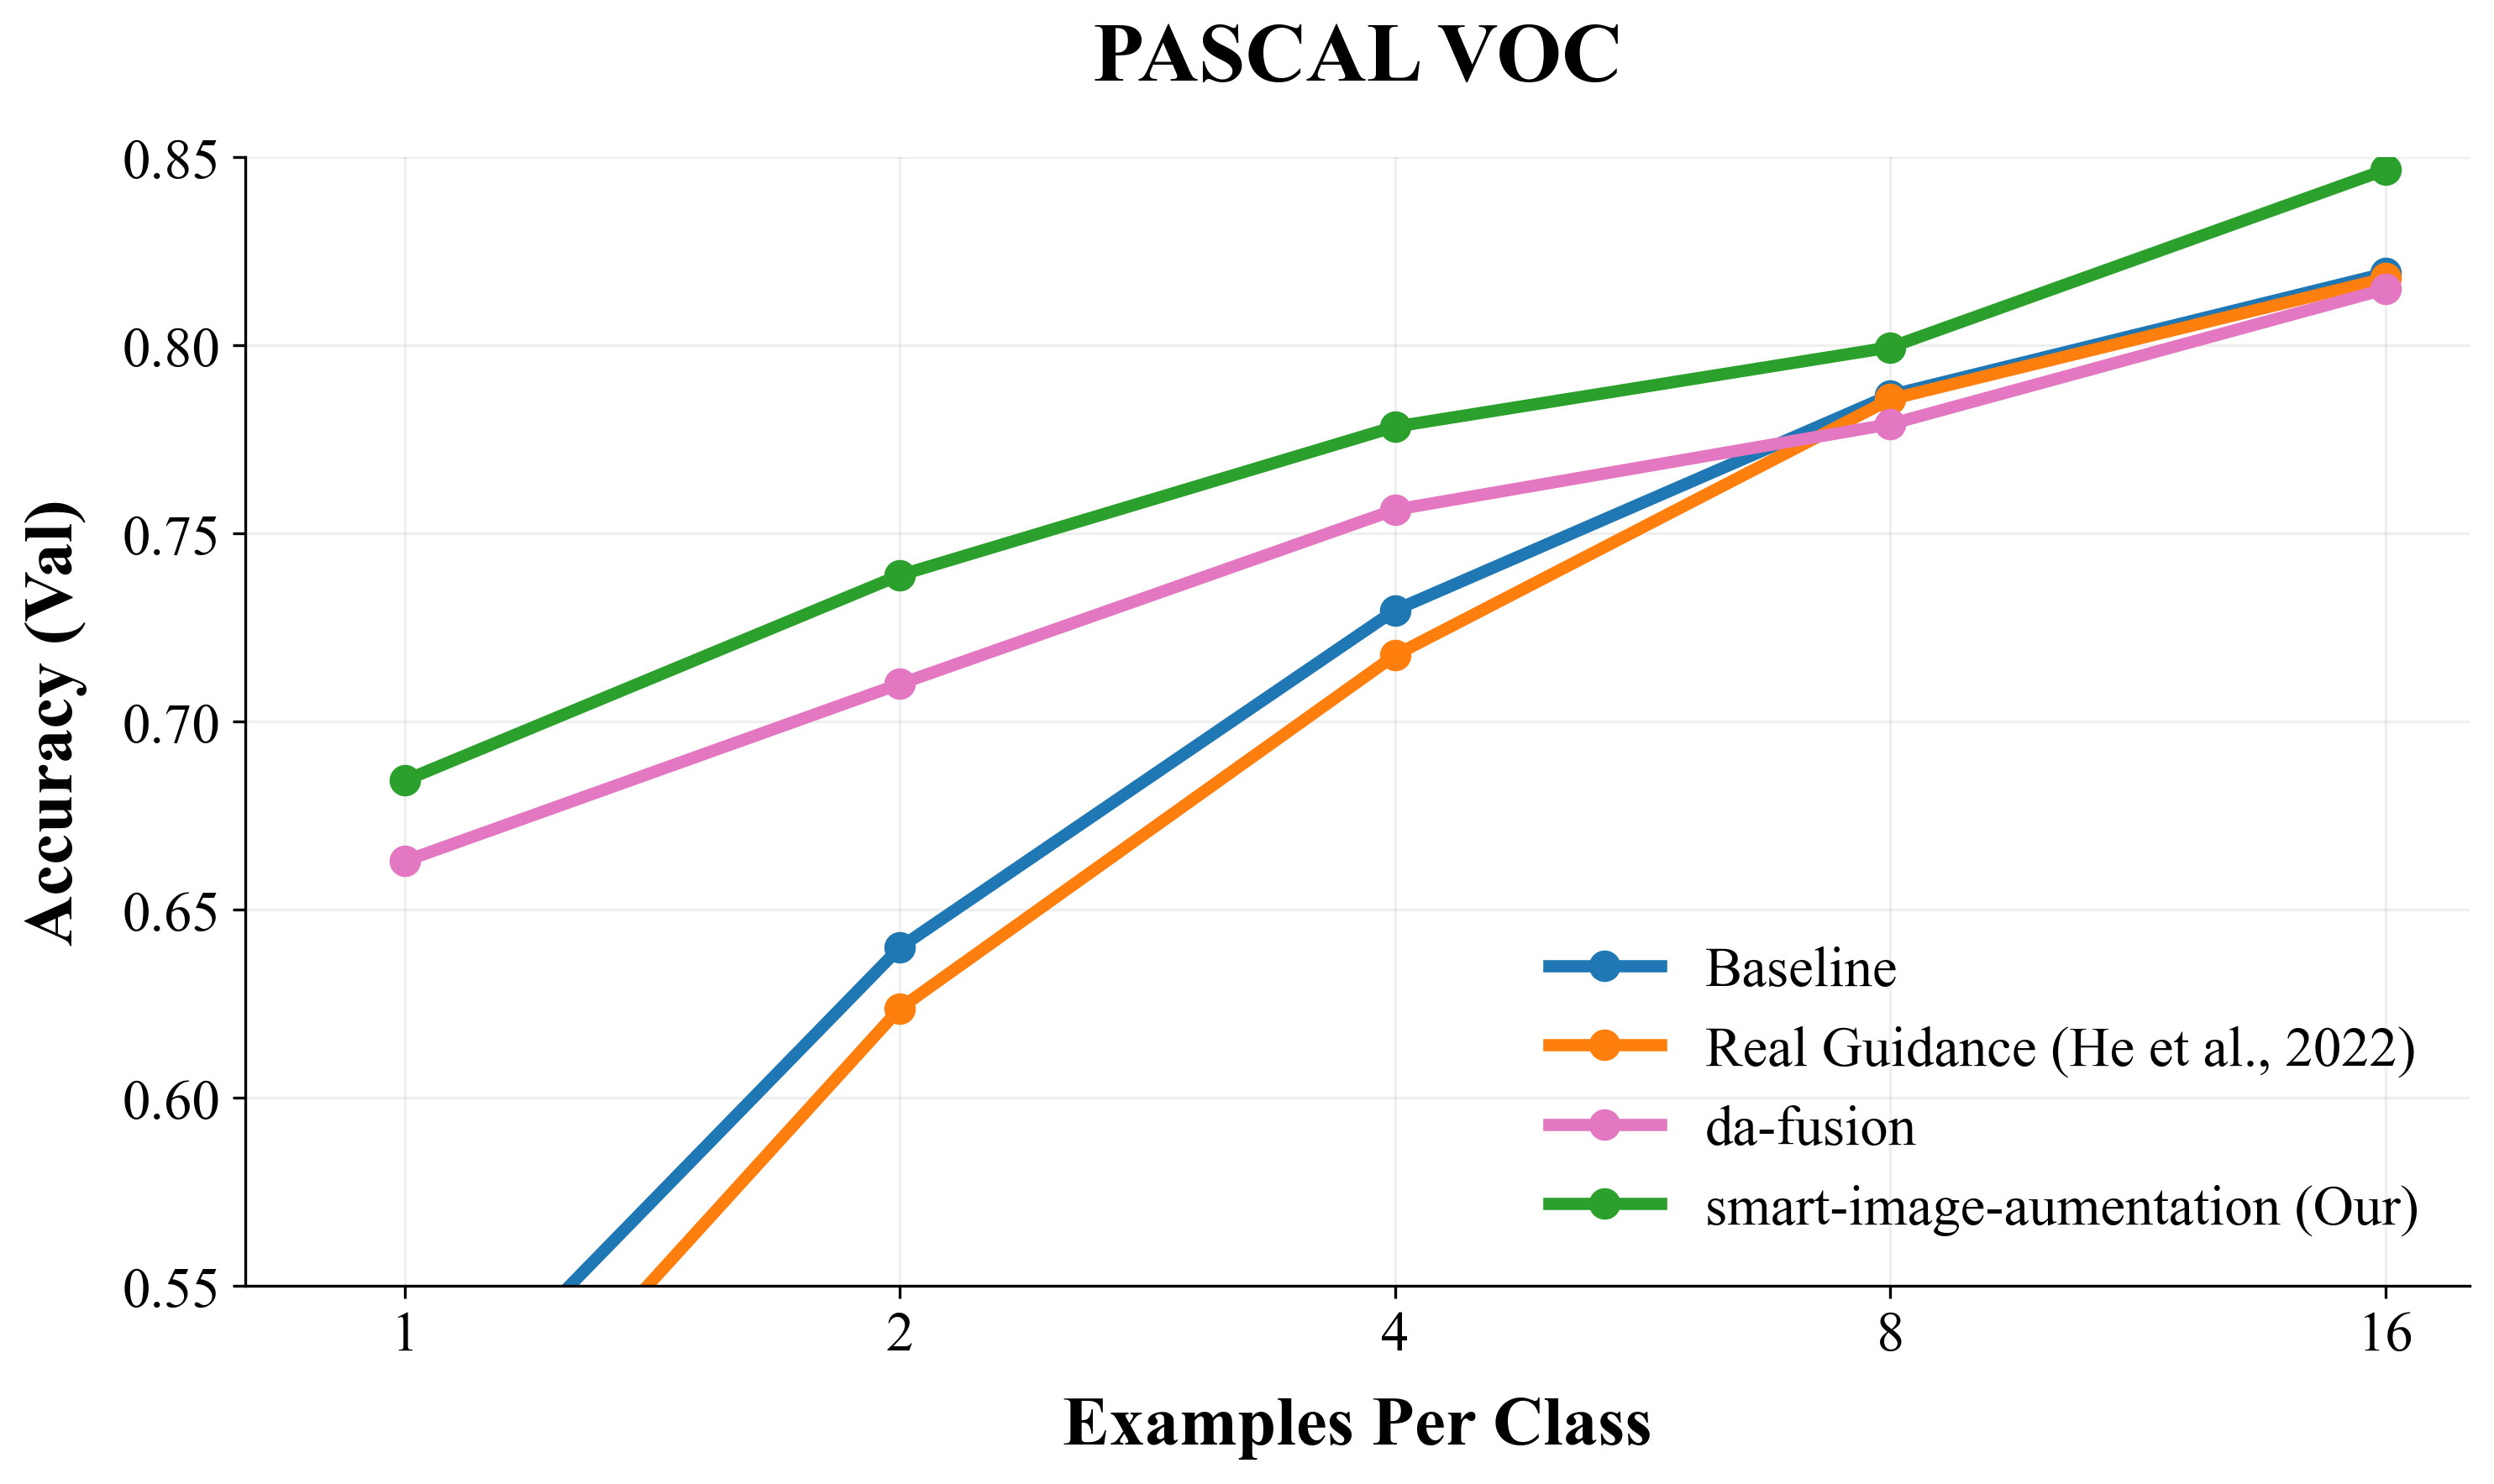 PASCAL VOC
0.85
0.80
0.75
0.70
0.65
0.60
0.55
Accuracy (Val)
Baseline
Real Guidance (He et al., 2022)
da-fusion
smart-image-aumentation (Our)
1 2 4 8 16
Examples Per Class